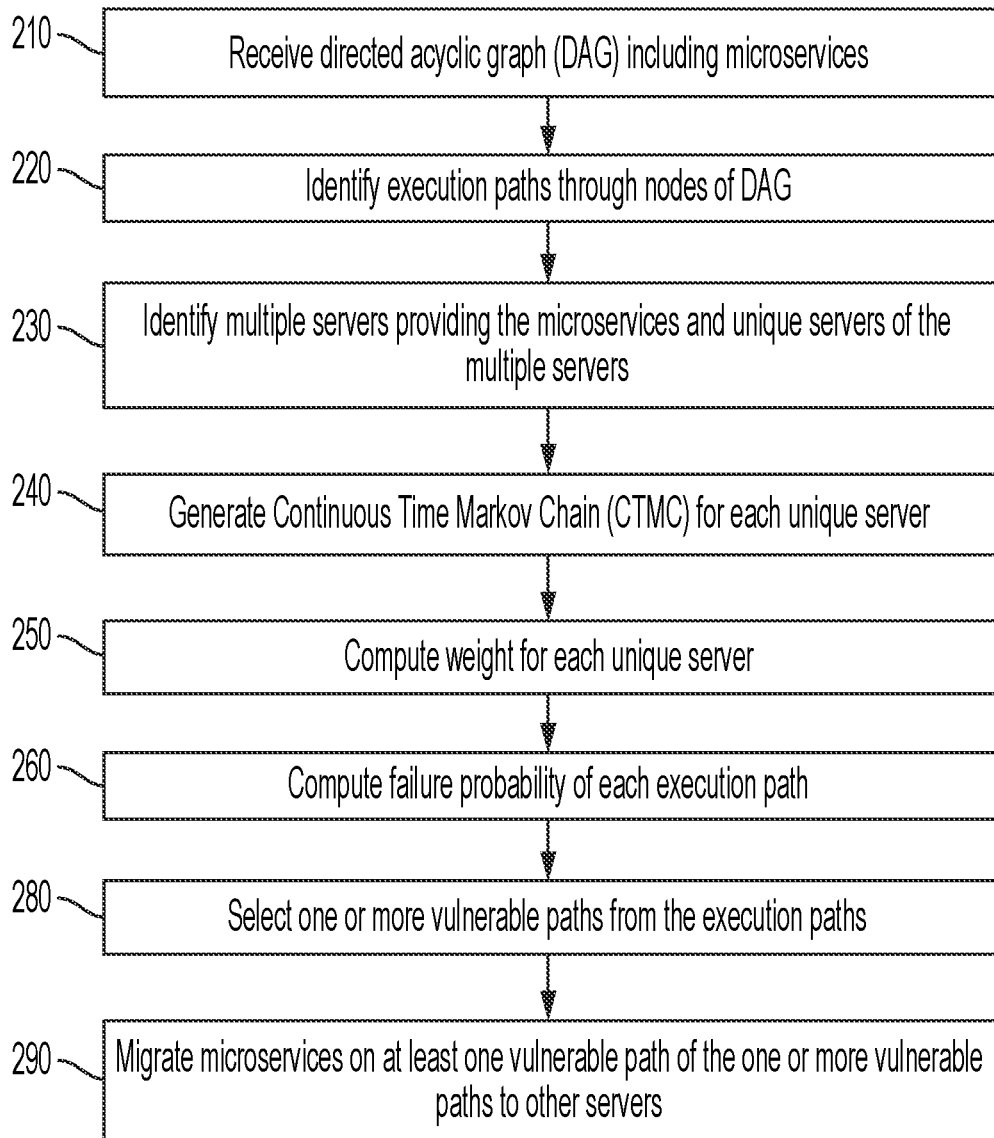 210
Receive directed acyclic graph (DAG) including microservices
220
Identify execution paths through nodes of DAG
230
Identify multiple servers providing the microservices and unique servers of the
multiple servers
240
Generate Continuous Time Markov Chain (CTMC) for each unique server
250
Compute weight for each unique server
260
Compute failure probability of each execution path
280
Select one or more vulnerable paths from the execution paths
290
Migrate microservices on at least one vulnerable path of the one or more vulnerable
paths to other servers